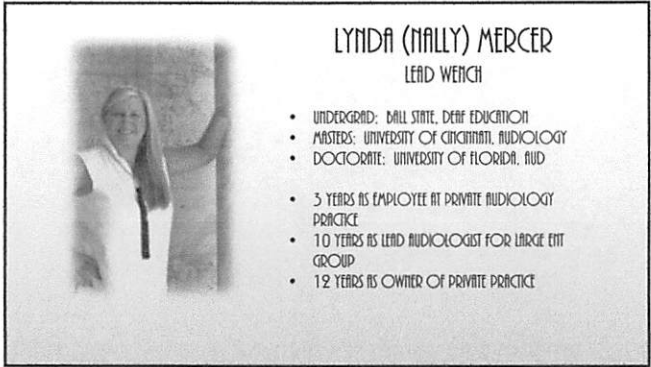 LYNDA (NALLY) MERCER
LEAD WENCH
• UNDERGRAD: BALL STATE, DEAF EDUCATION
• MASTERS: UNIVERSITY OF CINCINNATI, AUDIOLOGY
• DOCTORATE: UNIVERSITY OF FLORIDA, AUD
• 3 YEARS AS EMPLOYEE AT PRIVATE AUDIOLOGY
PRACTICE
• 10 YEARS AS LEAD AUDIOLOGIST FOR LARGE ENT
GROUP
• 12 YEARS AS OWNER OF PRIVATE PRACTICE